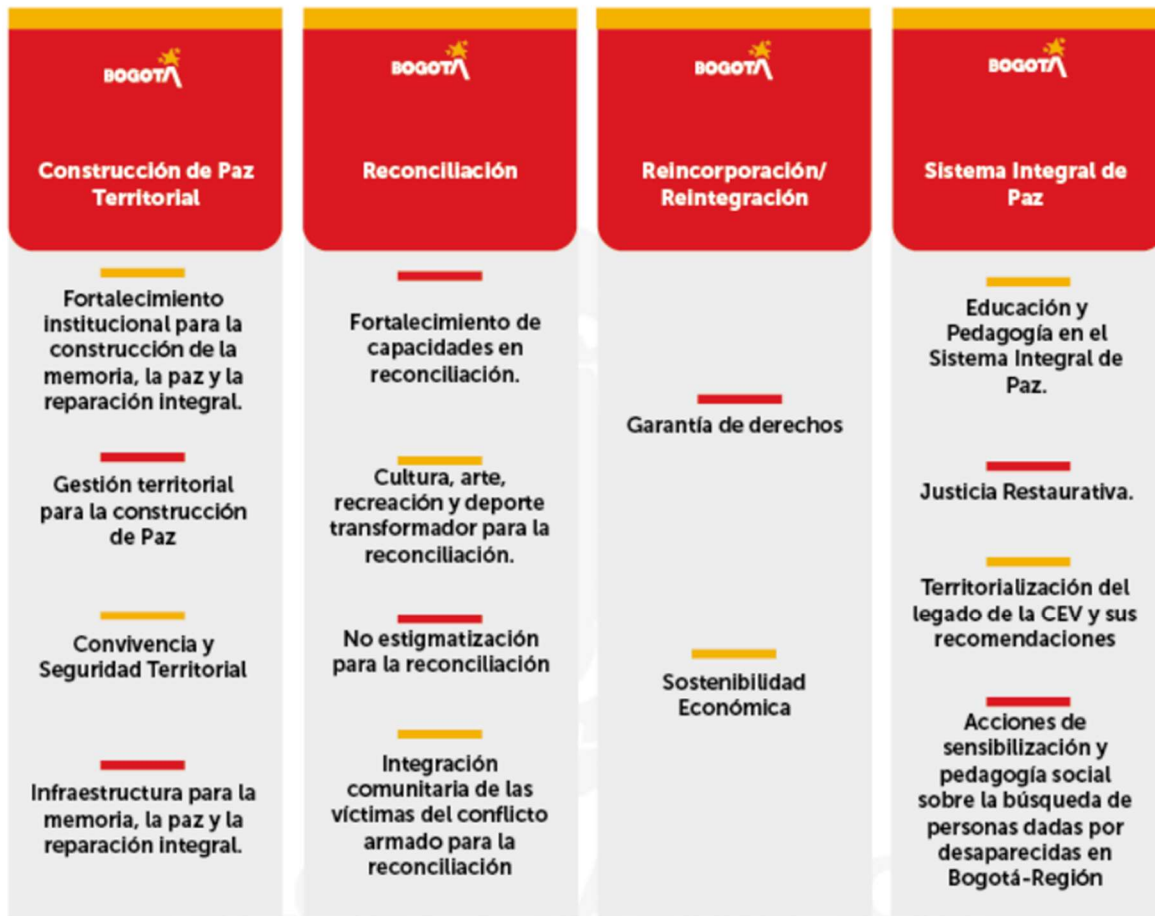 BOGOTÁ
Construcción de Paz
Territorial
Fortalecimiento
institucional para la
construcción de la
memoria, la paz y la
reparación integral.
Gestión territorial
para la construcción
de Paz
Convivencia y
Seguridad Territorial
Infraestructura para la
memoria, la paz y la
reparación integral.
BOGOTÁ
Reconciliación
Fortalecimiento de
capacidades en
reconciliación.
Cultura, arte,
recreación y deporte
transformador para la
reconciliación.
No estigmatización
para la reconciliación
Integración
comunitaria de las
víctimas del conflicto
armado para la
reconciliación
BOGOTÁ
Reincorporación/
Reintegración
Garantía de derechos
Sostenibilidad
Económica
BOGOTÁ
Sistema Integral de
Paz
Educación y
Pedagogía en el
Sistema Integral de
Paz.
Justicia Restaurativa.
Territorialización del
legado de la CEV y sus
recomendaciones
Acciones de
sensibilización y
pedagogía social
sobre la búsqueda de
personas dadas por
desaparecidas en
Bogotá-Región